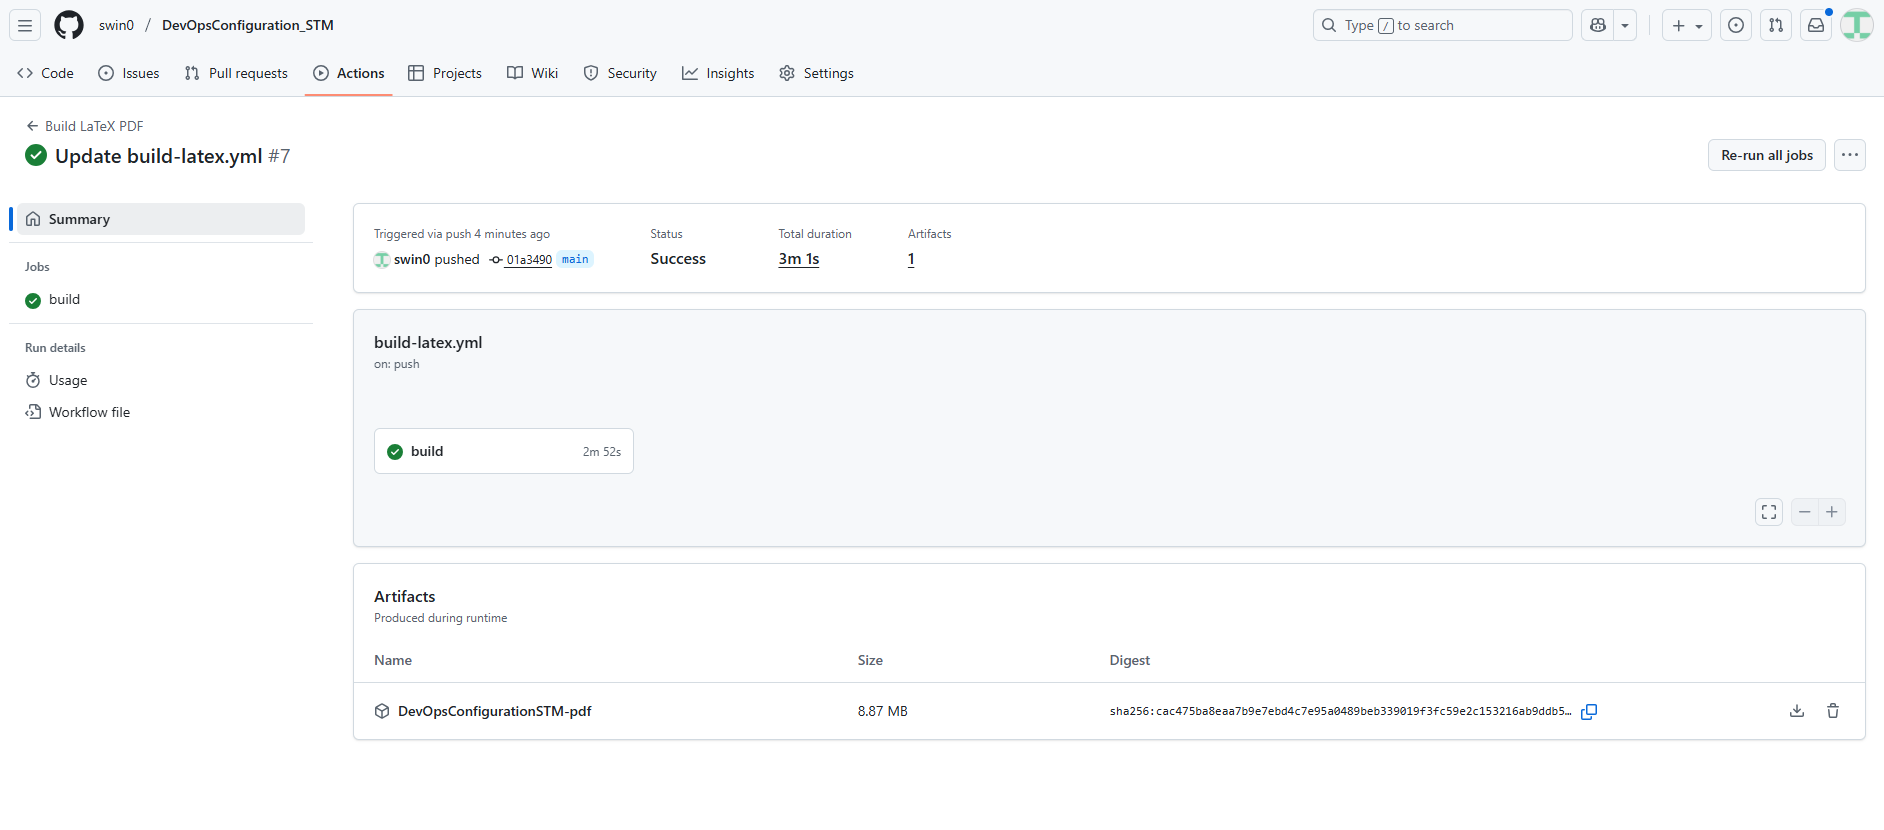 swin0 / DevOpsConfiguration_STM
Type / to search
Code Issues Pull requests Actions Projects Wiki Security Insights Settings
Build LaTeX PDF
Update build-latex.yml #7
Re-run all jobs
Summary
Jobs
build
Run details
Usage
Workflow file
Triggered via push 4 minutes ago
swin0 pushed 01a3490 main
Status
Success
Total duration
3m 1s
Artifacts
1
build-latex.yml
on: push
build 2m 52s
Artifacts
Produced during runtime
Name Size Digest
DevOpsConfigurationSTM-pdf 8.87 MB sha256:cac475ba8eaa7b9e7ebd4c7e95a0489beb339019f3fc59e2c153216ab9ddb5…